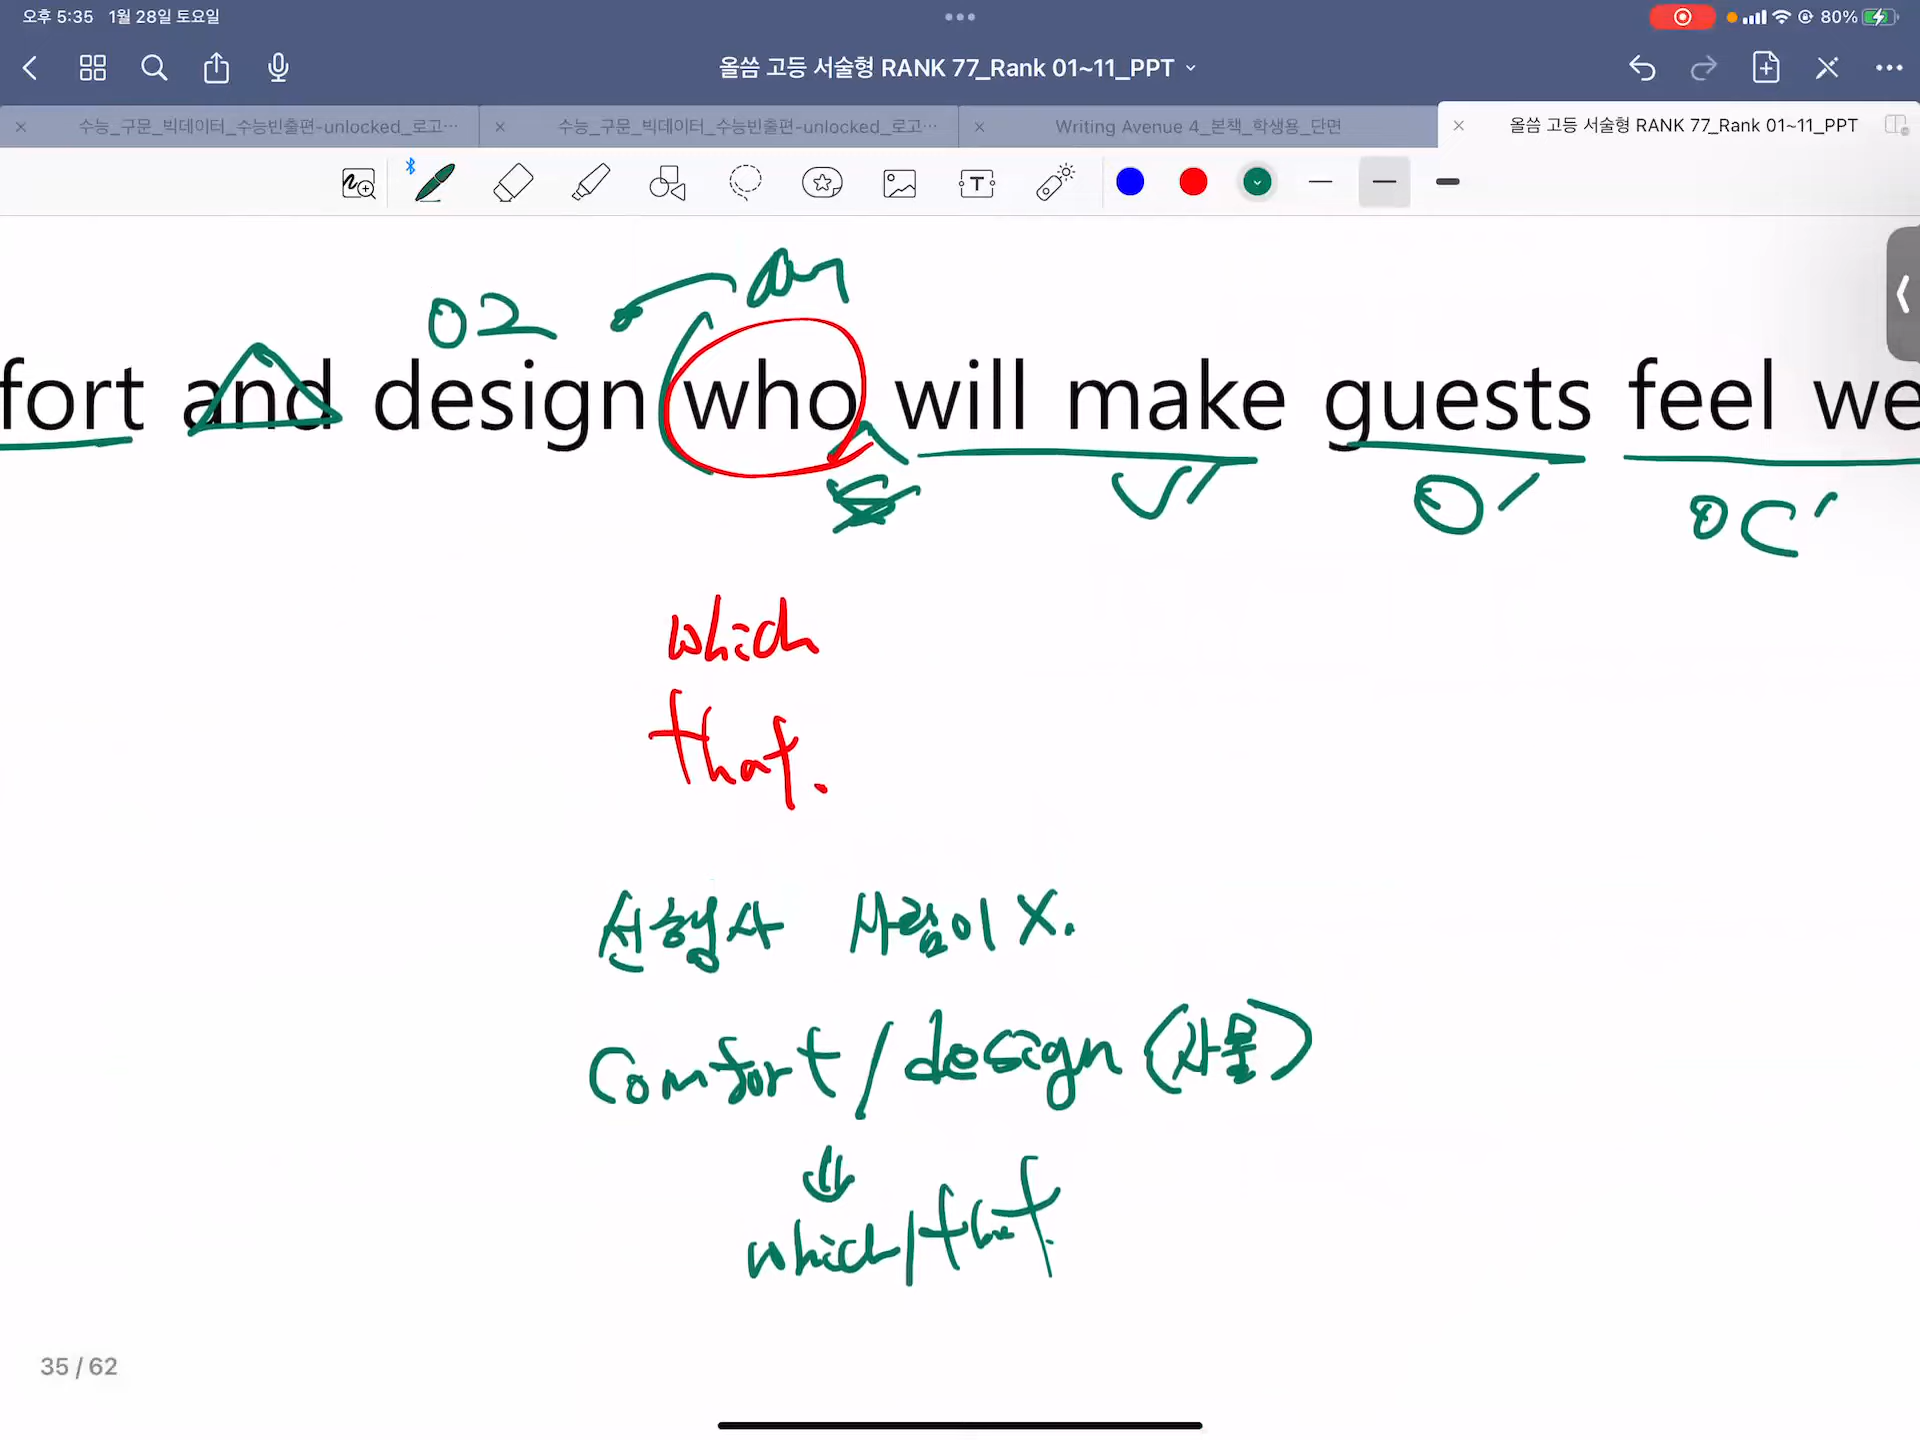 오후 5:35 1월 28일 토요일
80%
올씀 고등 서술형 RANK 77_Rank 01~11_PPT
수능_구문_빅데이터_수능빈출편-unlocked_로고…
수능_구문_빅데이터_수능빈출편-unlocked_로고…
Writing Avenue 4_본책_학생용_단면
올씀 고등 서술형 RANK 77_Rank 01~11_PPT
02
fort and design who will make guests feel we
V' O' OC'
which
that.
선행사 사람이 X.
Comfort / design (사물)
which / that.
35 / 62